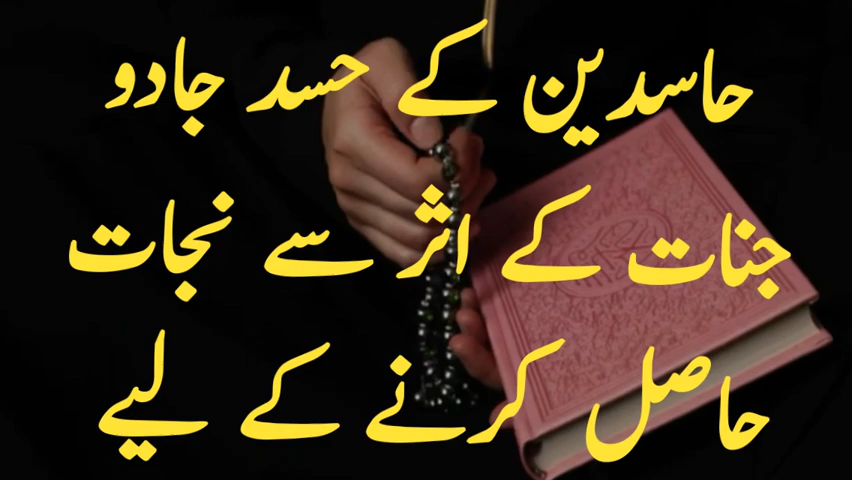 حاسدین کے حسد جادو
جنات کے اثر سے نجات
حاصل کرنے کے لیے